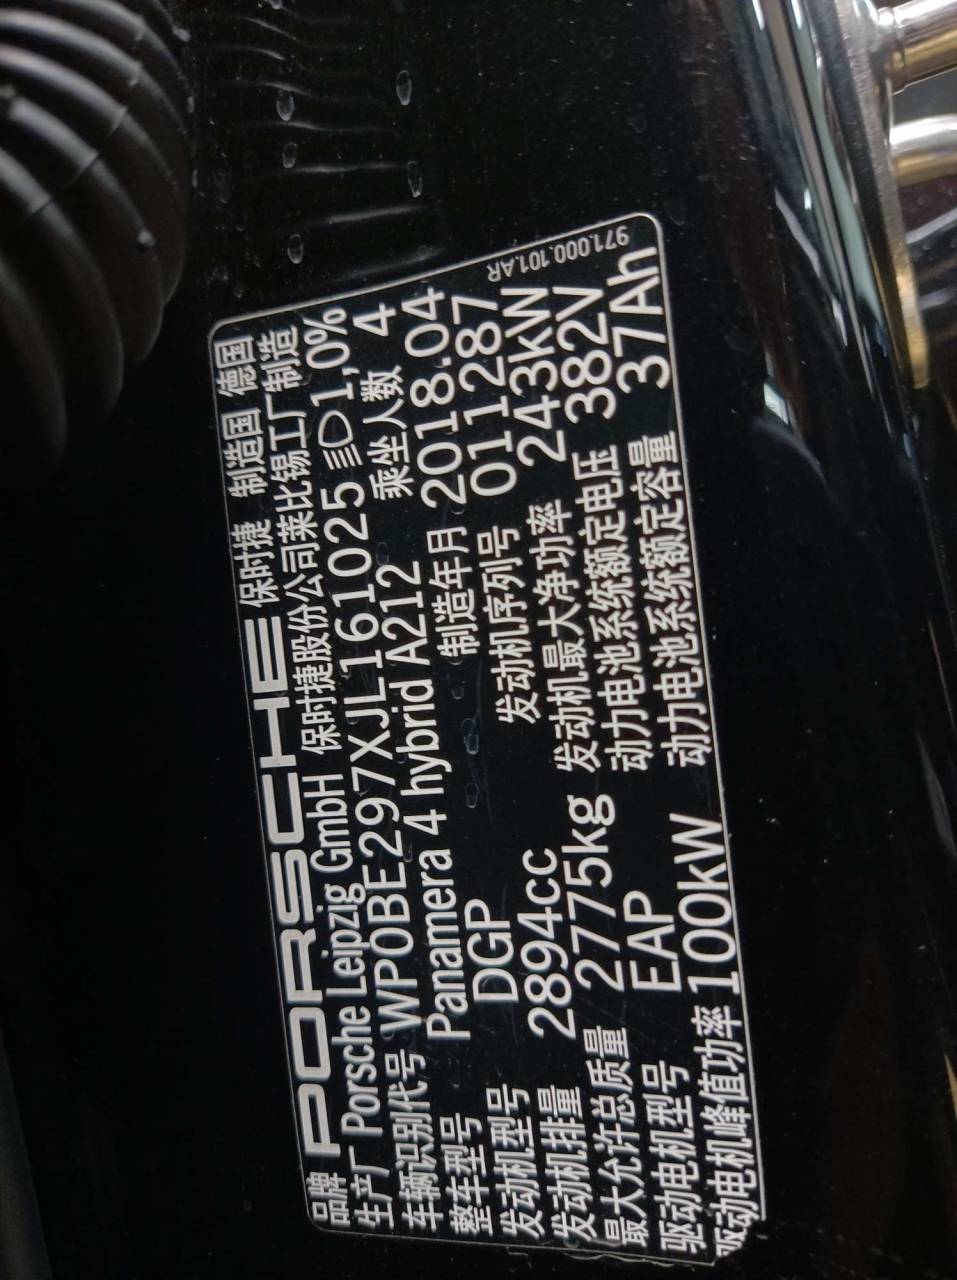 品牌 PORSCHE 保时捷 制造国 德国
生产厂 Porsche Leipzig GmbH 保时捷股份公司莱比锡工厂制造
车辆识别代号 WP0BE297XJL161025 1,0%
整车型号 Panamera 4 hybrid A212 乘坐人数 4
发动机型号 DGP 制造年月 2018.04
发动机排量 2894cc 发动机序列号 011287
最大允许总质量 2775kg 发动机最大净功率 243kW
驱动电机型号 EAP 动力电池系统额定电压 382V
驱动电机峰值功率 100kW 动力电池系统额定容量 37Ah
971.000.101.AR